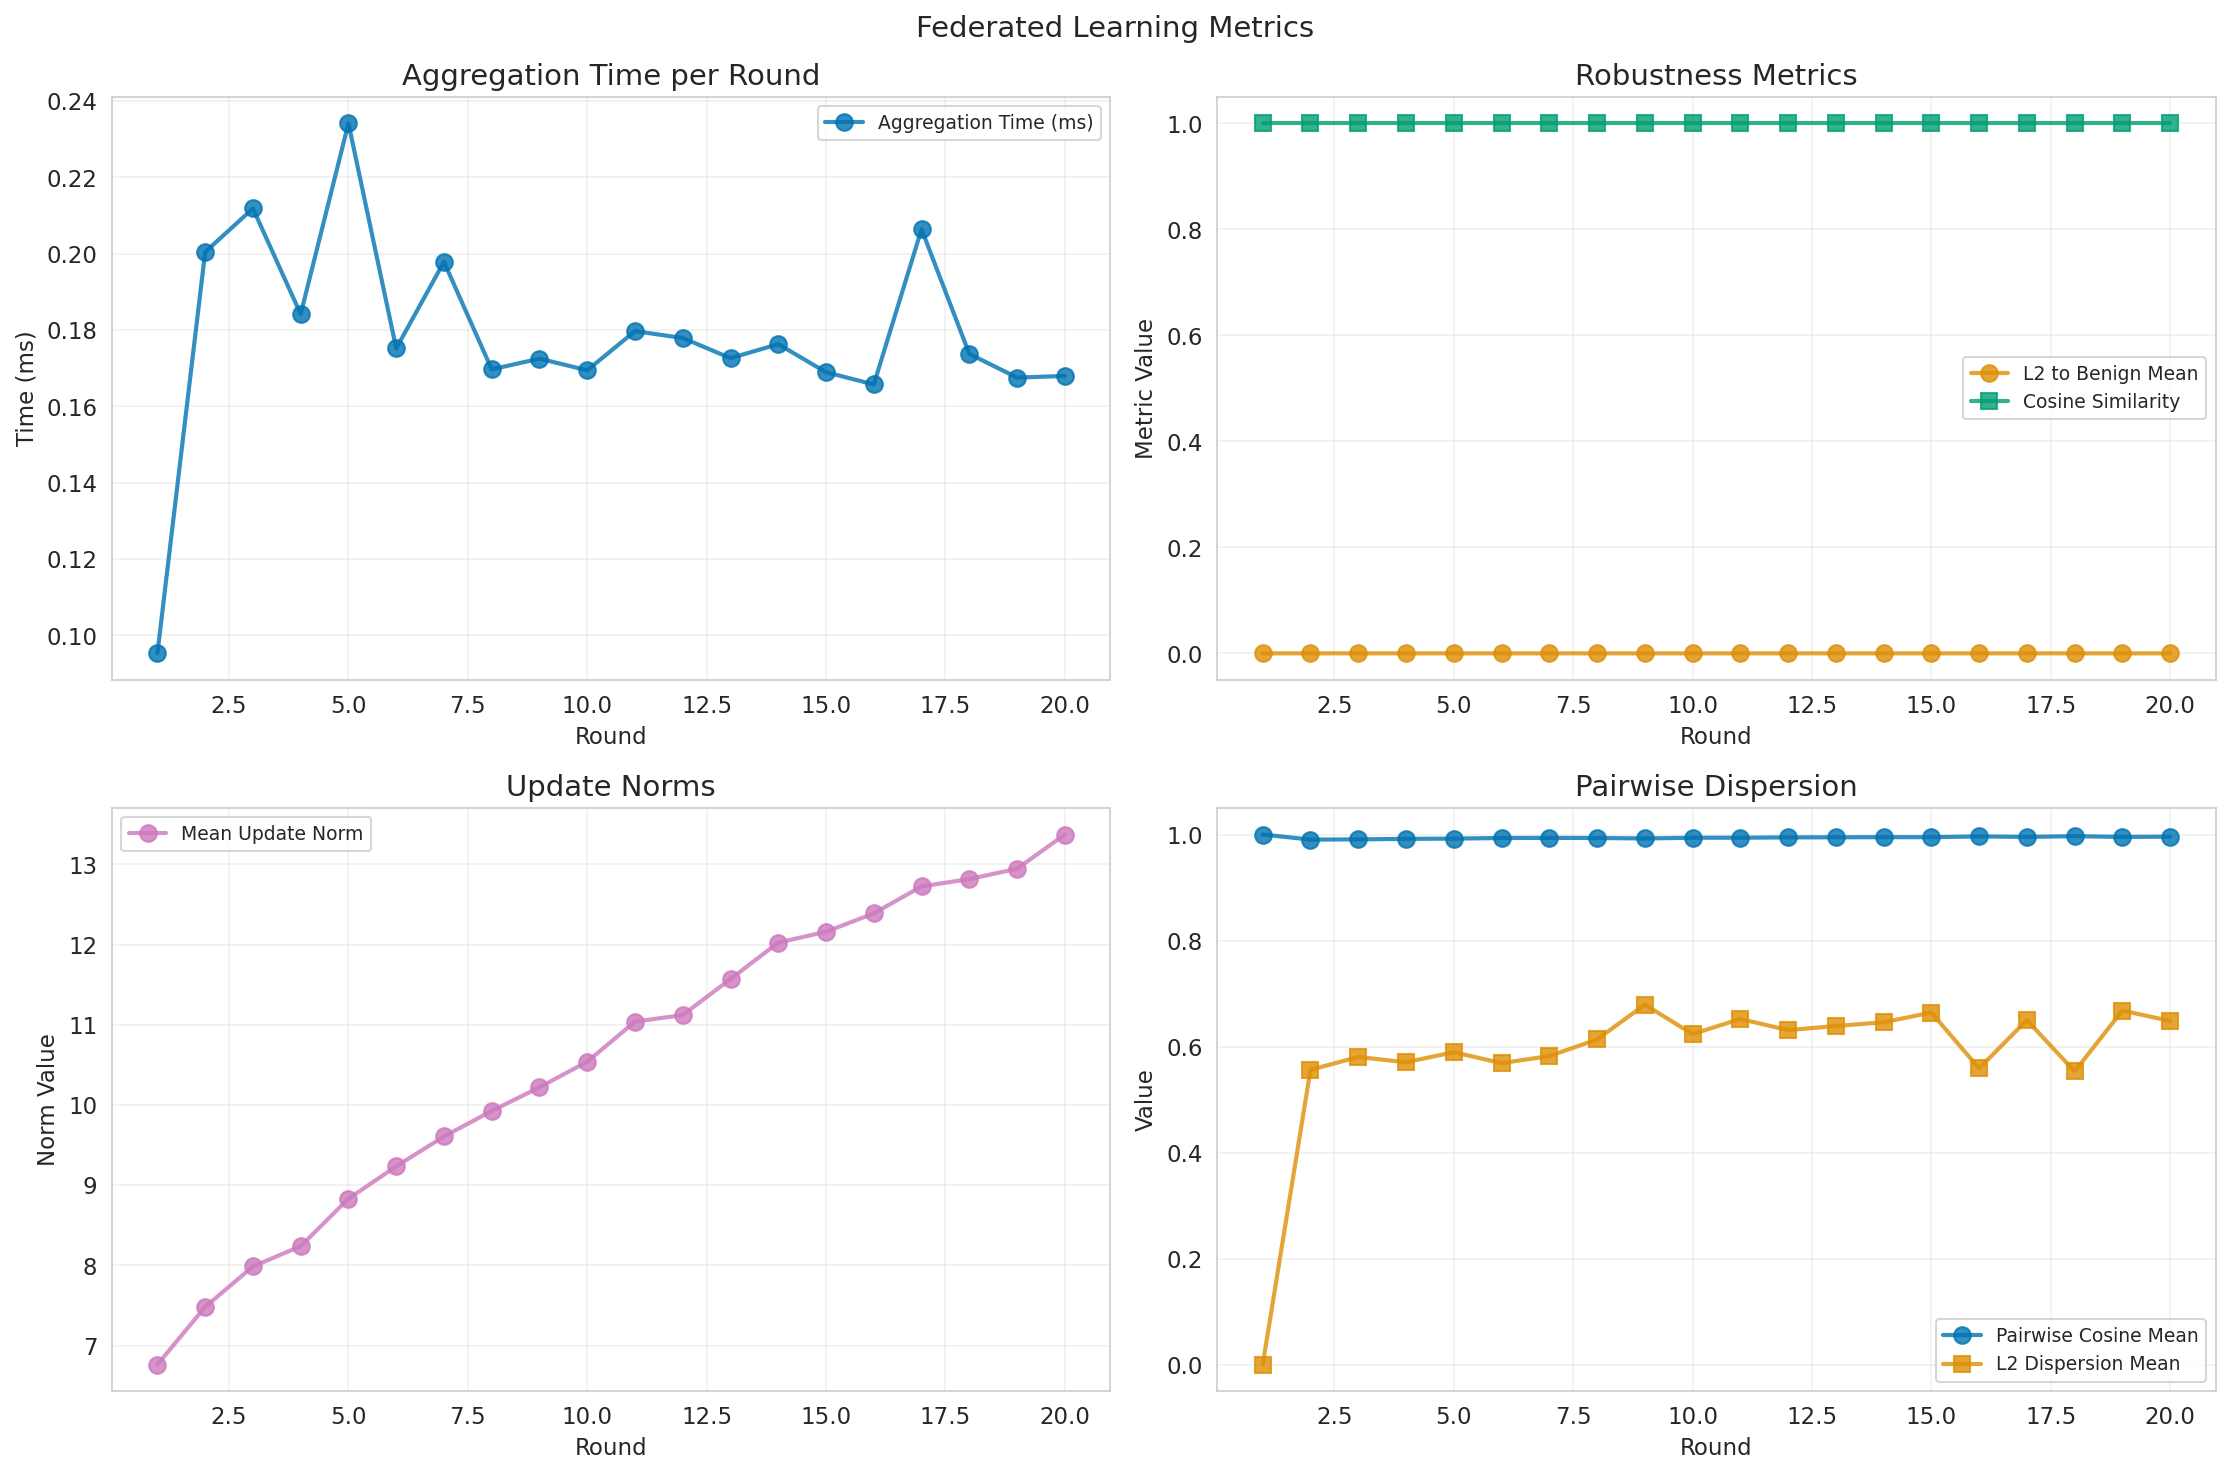 Federated Learning Metrics
Aggregation Time per Round
Aggregation Time (ms)
Time (ms)
0.24
0.22
0.20
0.18
0.16
0.14
0.12
0.10
2.5 5.0 7.5 10.0 12.5 15.0 17.5 20.0
Round
Robustness Metrics
L2 to Benign Mean
Cosine Similarity
Metric Value
1.0
0.8
0.6
0.4
0.2
0.0
2.5 5.0 7.5 10.0 12.5 15.0 17.5 20.0
Round
Update Norms
Mean Update Norm
Norm Value
13
12
11
10
9
8
7
2.5 5.0 7.5 10.0 12.5 15.0 17.5 20.0
Round
Pairwise Dispersion
Value
1.0
0.8
0.6
0.4
0.2
0.0
Pairwise Cosine Mean
L2 Dispersion Mean
2.5 5.0 7.5 10.0 12.5 15.0 17.5 20.0
Round